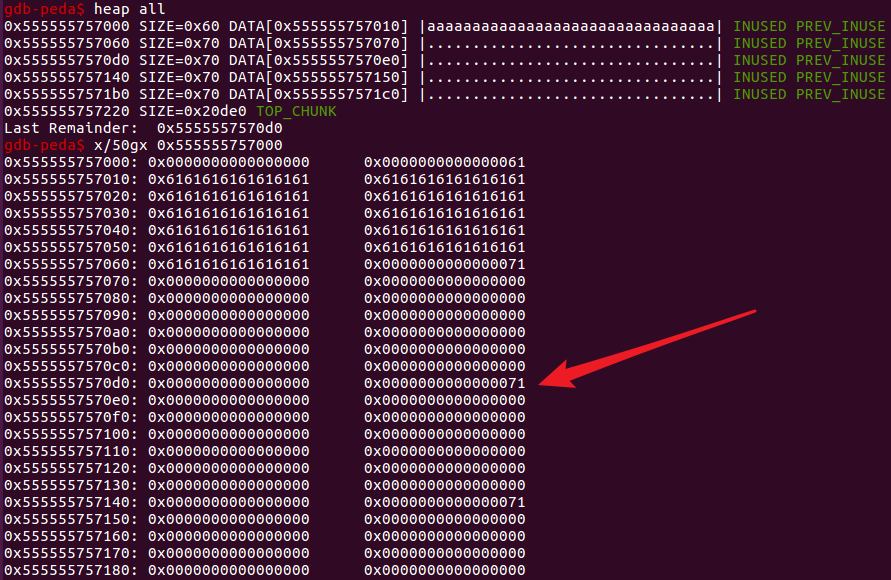 gdb-peda$ heap all
0x555555757000 SIZE=0x60 DATA[0x555555757010] |aaaaaaaaaaaaaaaaaaaaaaaaaaaaaaaa| INUSED PREV_INUSE
0x555555757060 SIZE=0x70 DATA[0x555555757070] |................................| INUSED PREV_INUSE
0x5555557570d0 SIZE=0x70 DATA[0x5555557570e0] |................................| INUSED PREV_INUSE
0x555555757140 SIZE=0x70 DATA[0x555555757150] |................................| INUSED PREV_INUSE
0x5555557571b0 SIZE=0x70 DATA[0x5555557571c0] |................................| INUSED PREV_INUSE
0x555555757220 SIZE=0x20de0 TOP_CHUNK
Last Remainder:  0x5555557570d0
gdb-peda$ x/50gx 0x555555757000
0x555555757000: 0x0000000000000000 0x0000000000000061
0x555555757010: 0x6161616161616161 0x6161616161616161
0x555555757020: 0x6161616161616161 0x6161616161616161
0x555555757030: 0x6161616161616161 0x6161616161616161
0x555555757040: 0x6161616161616161 0x6161616161616161
0x555555757050: 0x6161616161616161 0x6161616161616161
0x555555757060: 0x6161616161616161 0x0000000000000071
0x555555757070: 0x0000000000000000 0x0000000000000000
0x555555757080: 0x0000000000000000 0x0000000000000000
0x555555757090: 0x0000000000000000 0x0000000000000000
0x5555557570a0: 0x0000000000000000 0x0000000000000000
0x5555557570b0: 0x0000000000000000 0x0000000000000000
0x5555557570c0: 0x0000000000000000 0x0000000000000000
0x5555557570d0: 0x0000000000000000 0x0000000000000071
0x5555557570e0: 0x0000000000000000 0x0000000000000000
0x5555557570f0: 0x0000000000000000 0x0000000000000000
0x555555757100: 0x0000000000000000 0x0000000000000000
0x555555757110: 0x0000000000000000 0x0000000000000000
0x555555757120: 0x0000000000000000 0x0000000000000000
0x555555757130: 0x0000000000000000 0x0000000000000000
0x555555757140: 0x0000000000000000 0x0000000000000071
0x555555757150: 0x0000000000000000 0x0000000000000000
0x555555757160: 0x0000000000000000 0x0000000000000000
0x555555757170: 0x0000000000000000 0x0000000000000000
0x555555757180: 0x0000000000000000 0x0000000000000000